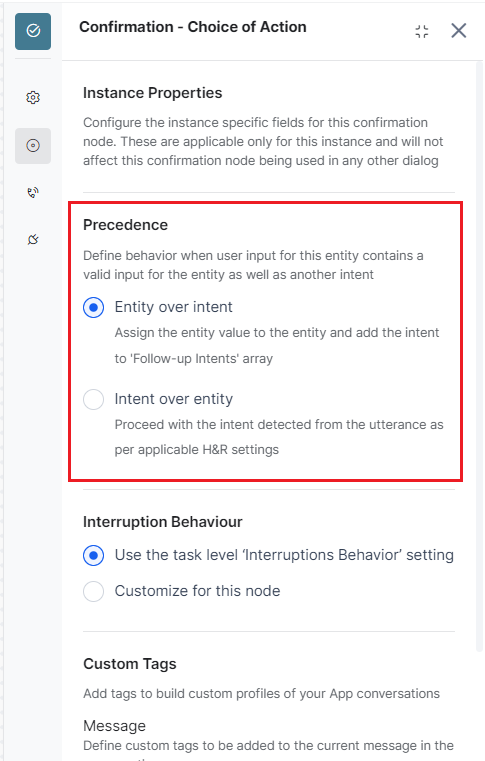 Confirmation - Choice of Action
Instance Properties
Configure the instance specific fields for this confirmation
node. These are applicable only for this instance and will not
affect this confirmation node being used in any other dialog
Precedence
Define behavior when user input for this entity contains a
valid input for the entity as well as another intent
Entity over intent
Assign the entity value to the entity and add the intent
to 'Follow-up Intents' array
Intent over entity
Proceed with the intent detected from the utterance as
per applicable H&R settings
Interruption Behaviour
Use the task level ‘Interruptions Behavior’ setting
Customize for this node
Custom Tags
Add tags to build custom profiles of your App conversations
Message
Define custom tags to be added to the current message in the